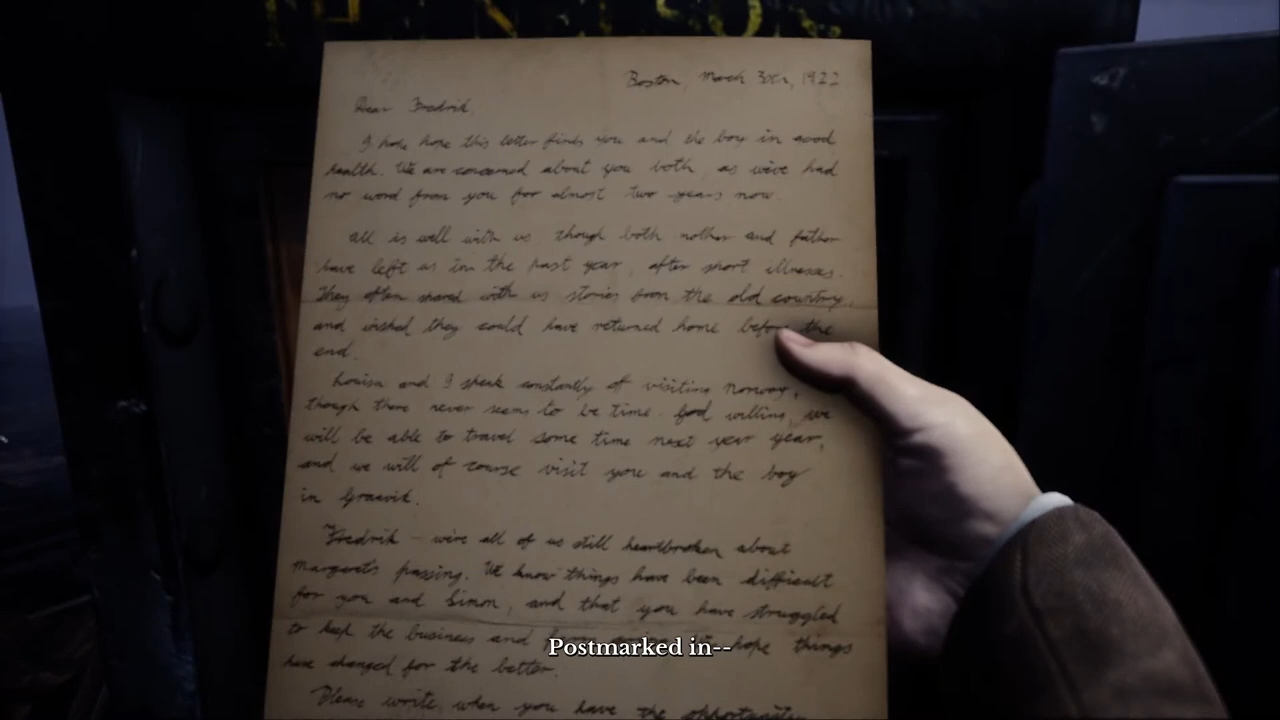 Boston, March 30th, 1922
Dear Fredrik,
I hope this letter finds you and the boy in good
health. We are concerned about you both, as we've had
no word from you for almost two years now.
All is well with us though both mother and father
have left us in the past year, after short illnesses.
They often shared with us stories from the old country,
and wished they could have returned home before the
end.
Louisa and I speak constantly of visiting Norway,
though there never seems to be time. God willing, we
will be able to travel some time next year year,
and we will of course visit you and the boy
in
Fredrik - we're all of us still heartbroken about
Margaret's passing. We know things have been difficult
for you and Simon, and that you have struggled
to keep the business and hope things
have changed for the better.
Postmarked in--
Please write, when you have the opportunity